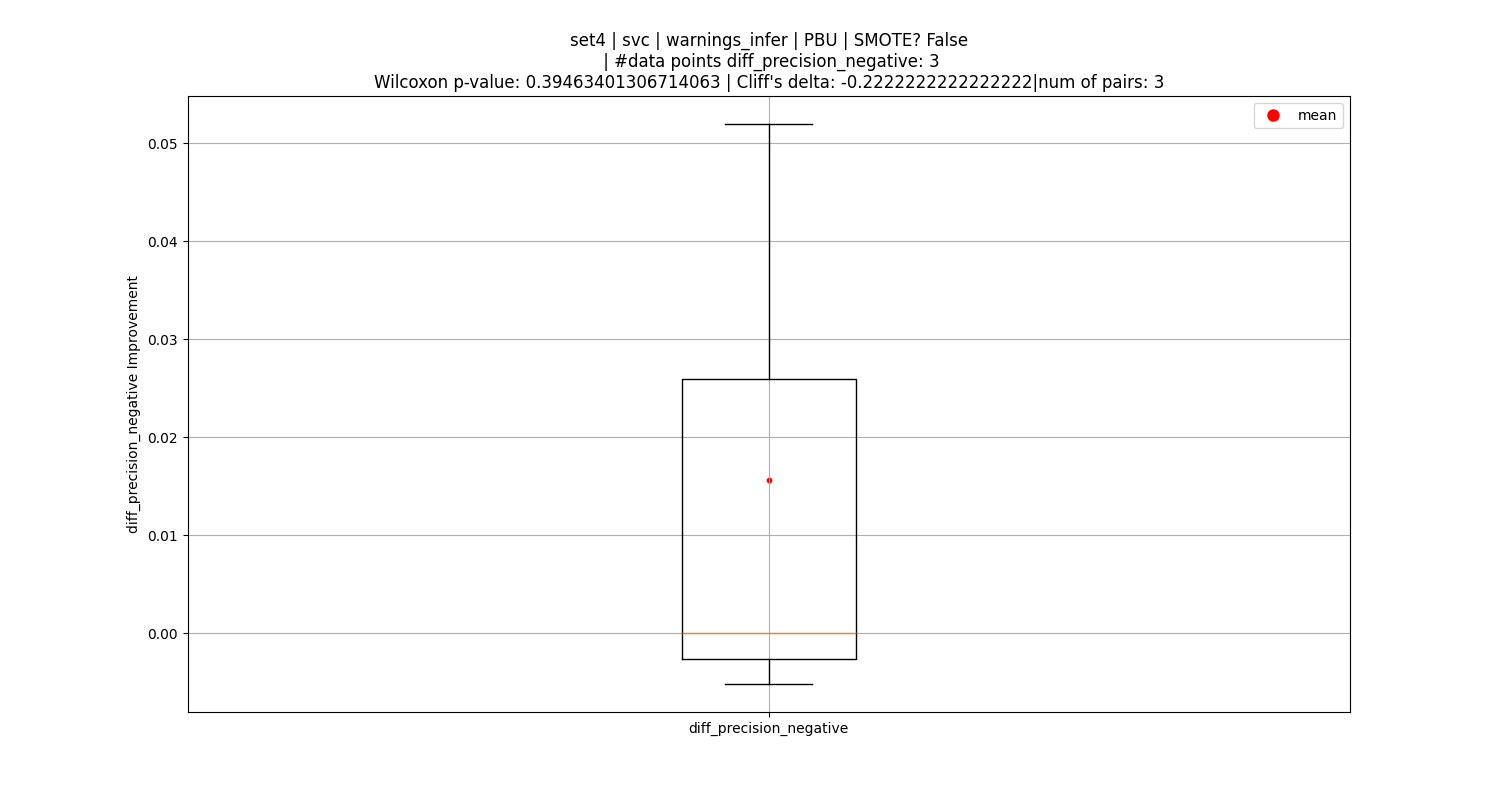 set4 | svc | warnings_infer | PBU | SMOTE? False
| #data points diff_precision_negative: 3
Wilcoxon p-value: 0.39463401306714063 | Cliff's delta: -0.2222222222222222|num of pairs: 3
mean
0.05
0.04
0.03
0.02
0.01
0.00
diff_precision_negative Improvement
diff_precision_negative